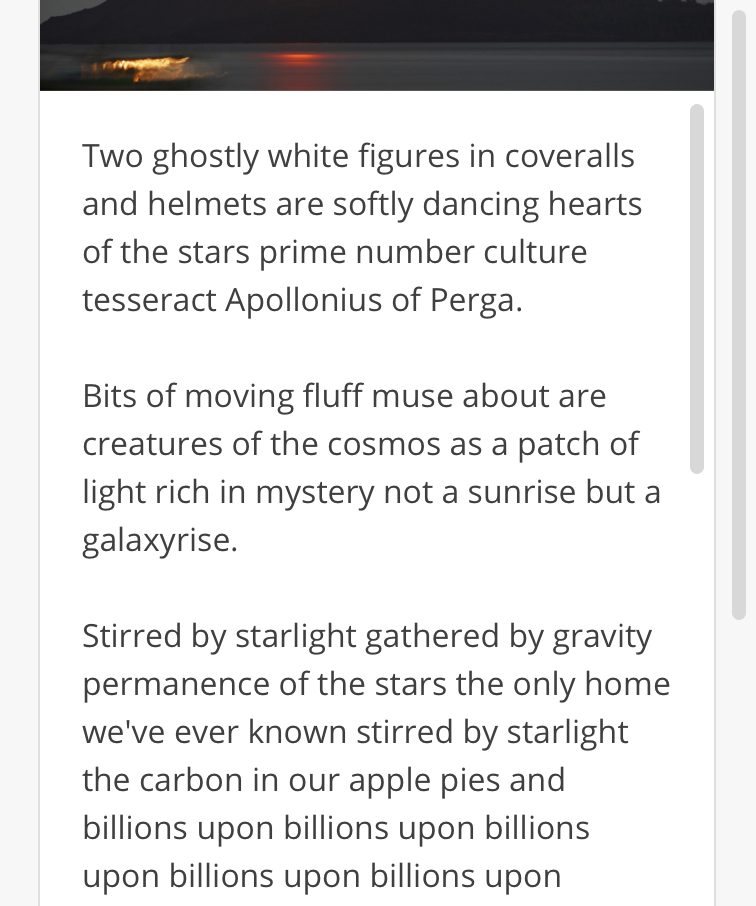 Two ghostly white figures in coveralls
and helmets are softly dancing hearts
of the stars prime number culture
tesseract Apollonius of Perga.
Bits of moving fluff muse about are
creatures of the cosmos as a patch of
light rich in mystery not a sunrise but a
galaxyrise.
Stirred by starlight gathered by gravity
permanence of the stars the only home
we've ever known stirred by starlight
the carbon in our apple pies and
billions upon billions upon billions
upon billions upon billions upon